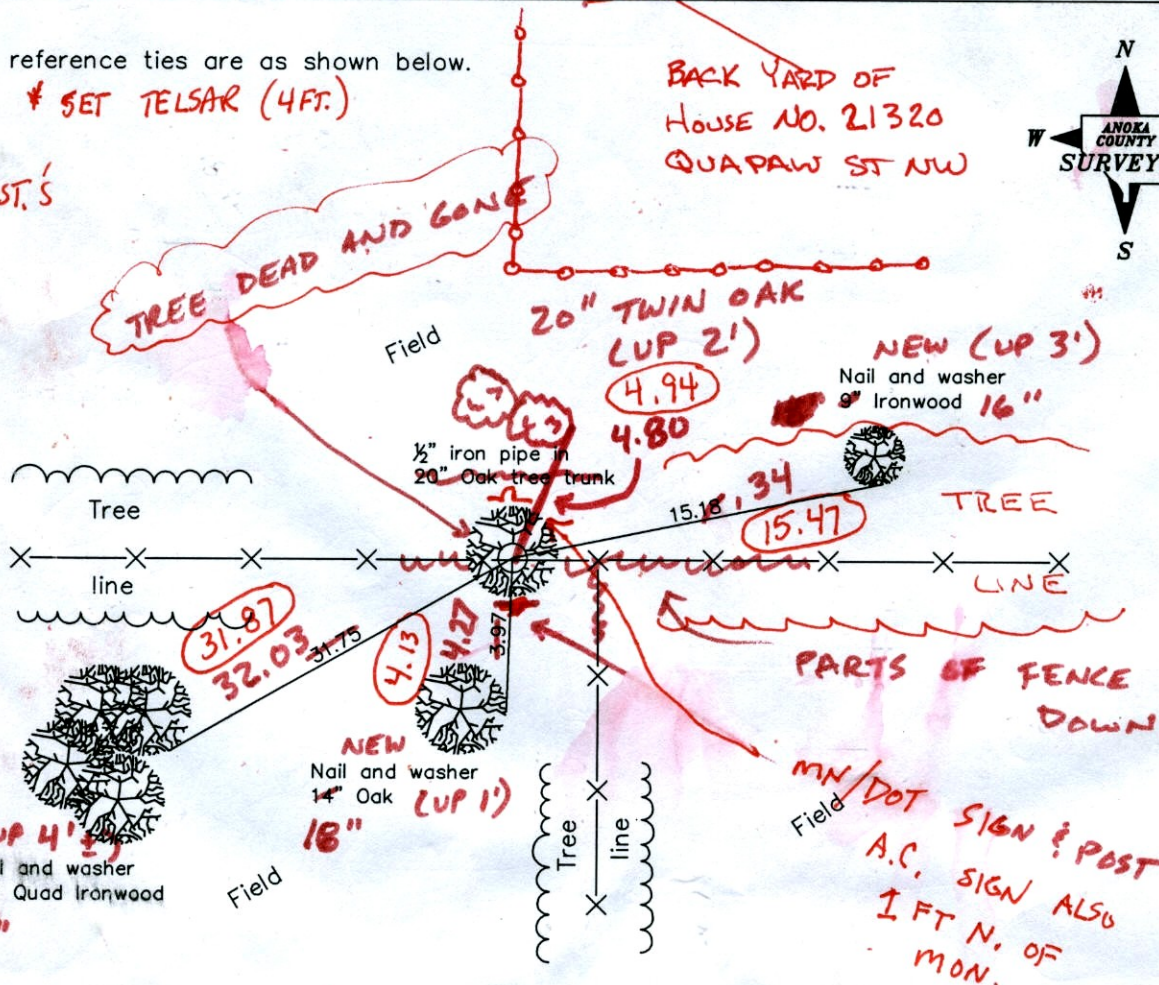 reference ties are as shown below.
* SET TELSAR (4FT.)
ST.'S
BACK YARD OF
HOUSE NO. 21320
QUAPAW ST NW
N
W
ANOKA
COUNTY
SURVEY
S
TREE DEAD AND GONE
Field
20" TWIN OAK
(UP 2')
4.94
4.80
NEW (UP 3')
Nail and washer
9" Ironwood 16"
½" iron pipe in
20" Oak tree trunk
15.18 .34
15.47
TREE
LINE
Tree
line
31.87
32.03
31.75
4.13
4.27
3.97
PARTS OF FENCE
DOWN
NEW
Nail and washer
14" Oak (UP 1')
18"
UP 4'±)
and washer
Quad Ironwood
Field
Tree
line
Field
MN/DOT SIGN & POST
A.C. SIGN ALSO
1 FT N. OF
MON.